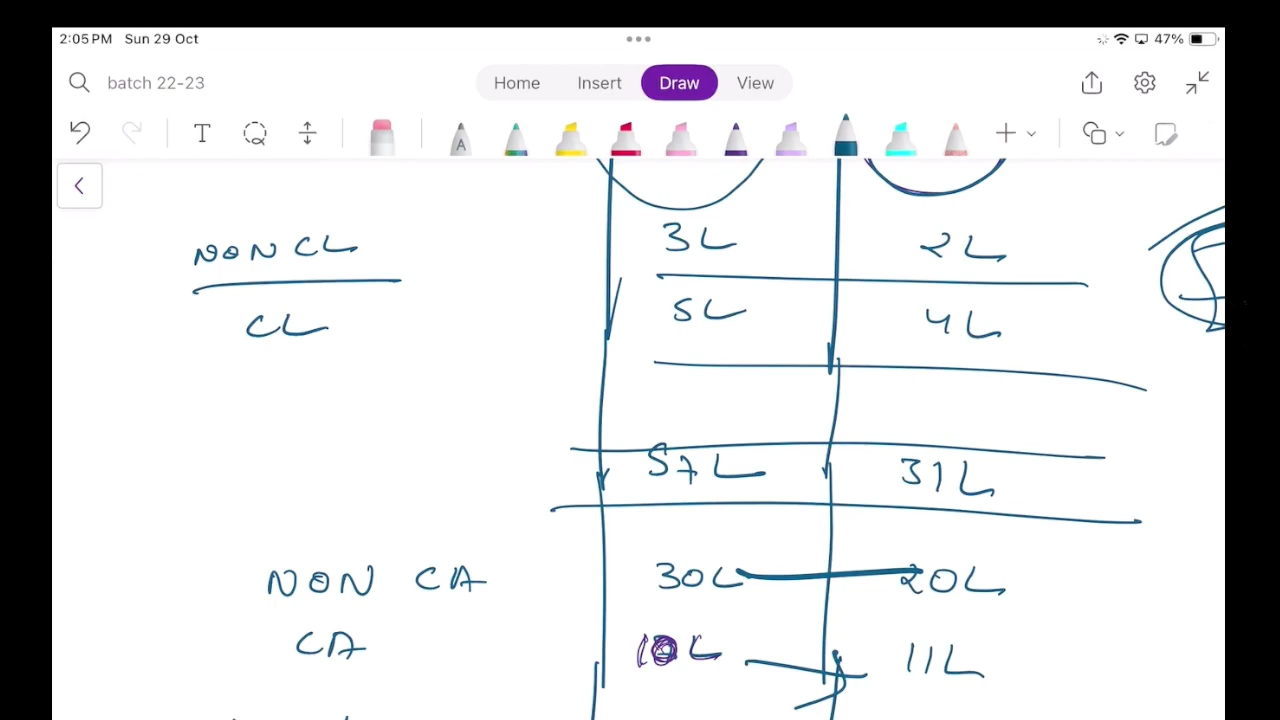 2:05 PM Sun 29 Oct 47%
batch 22-23 Home Insert Draw View
T A
NON CL 3L 2L
CL 5L 4L
57L 31L
NON CA 30L 20L
CA 10L 11L